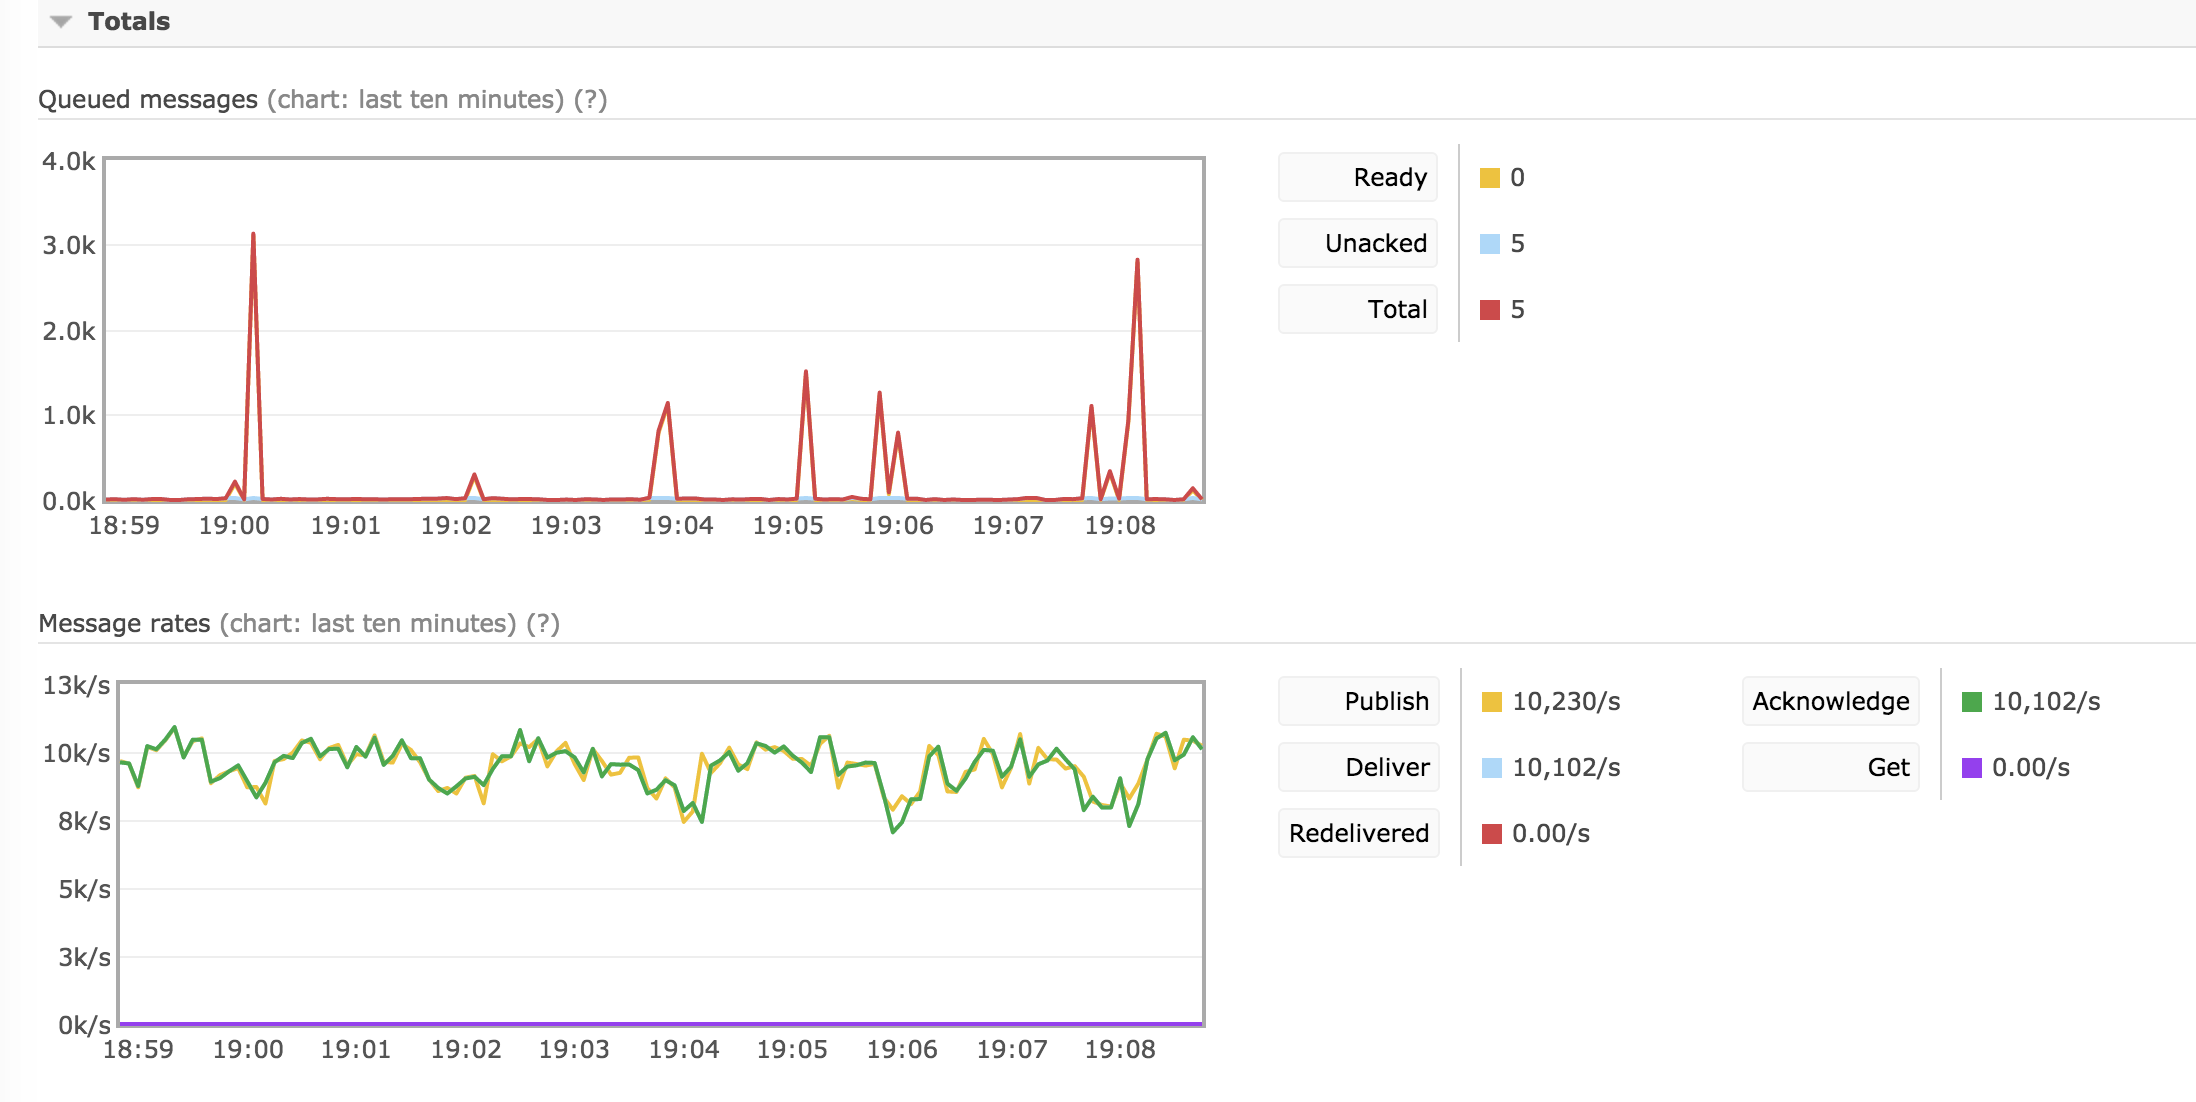 Totals
Queued messages (chart: last ten minutes) (?)
4.0k
3.0k
2.0k
1.0k
0.0k
18:59 19:00 19:01 19:02 19:03 19:04 19:05 19:06 19:07 19:08
Ready 0
Unacked 5
Total 5
Message rates (chart: last ten minutes) (?)
13k/s
10k/s
8k/s
5k/s
3k/s
0k/s
18:59 19:00 19:01 19:02 19:03 19:04 19:05 19:06 19:07 19:08
Publish 10,230/s
Deliver 10,102/s
Redelivered 0.00/s
Acknowledge 10,102/s
Get 0.00/s